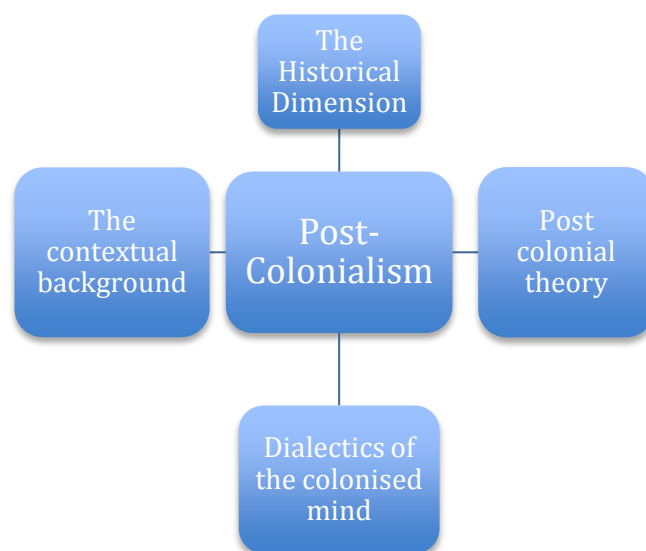 The
Historical
Dimension
The
contextual
background
Post-
Colonialism
Post
colonial
theory
Dialectics of
the colonised
mind